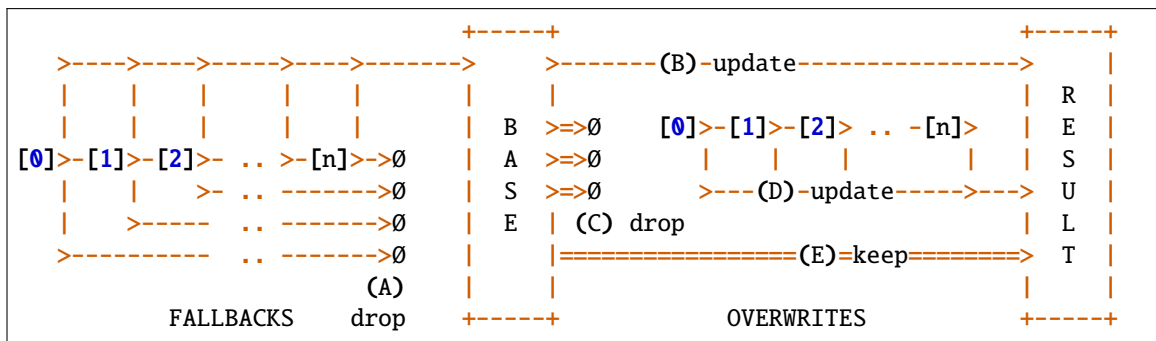 +-----+                                       +-----+
    >---->----->------>----->-------> |     >-------(B)-update----------------> |
    |    |     |      |     |         |     |                                       |  R  |
    |    |     |      |     |         |  B  >=>Ø    [0]>-[1]>-[2]> .. -[n]>         |  E  |
[0]>-[1]>-[2]>- .. >-[n]->Ø           |  A  >=>Ø       |    |    |        |         |  S  |
    |    |    >- .. ------->Ø         |  S  >=>Ø       >---(D)-update----->---> |  U  |
    |    >----- .. ------->Ø          |  E  | (C) drop                              |  L  |
    >---------- .. ------->Ø          |     |=================(E)=keep========> |  T  |
                         (A)          |     |                                       |     |
         FALLBACKS    drop            +-----+            OVERWRITES                 +-----+